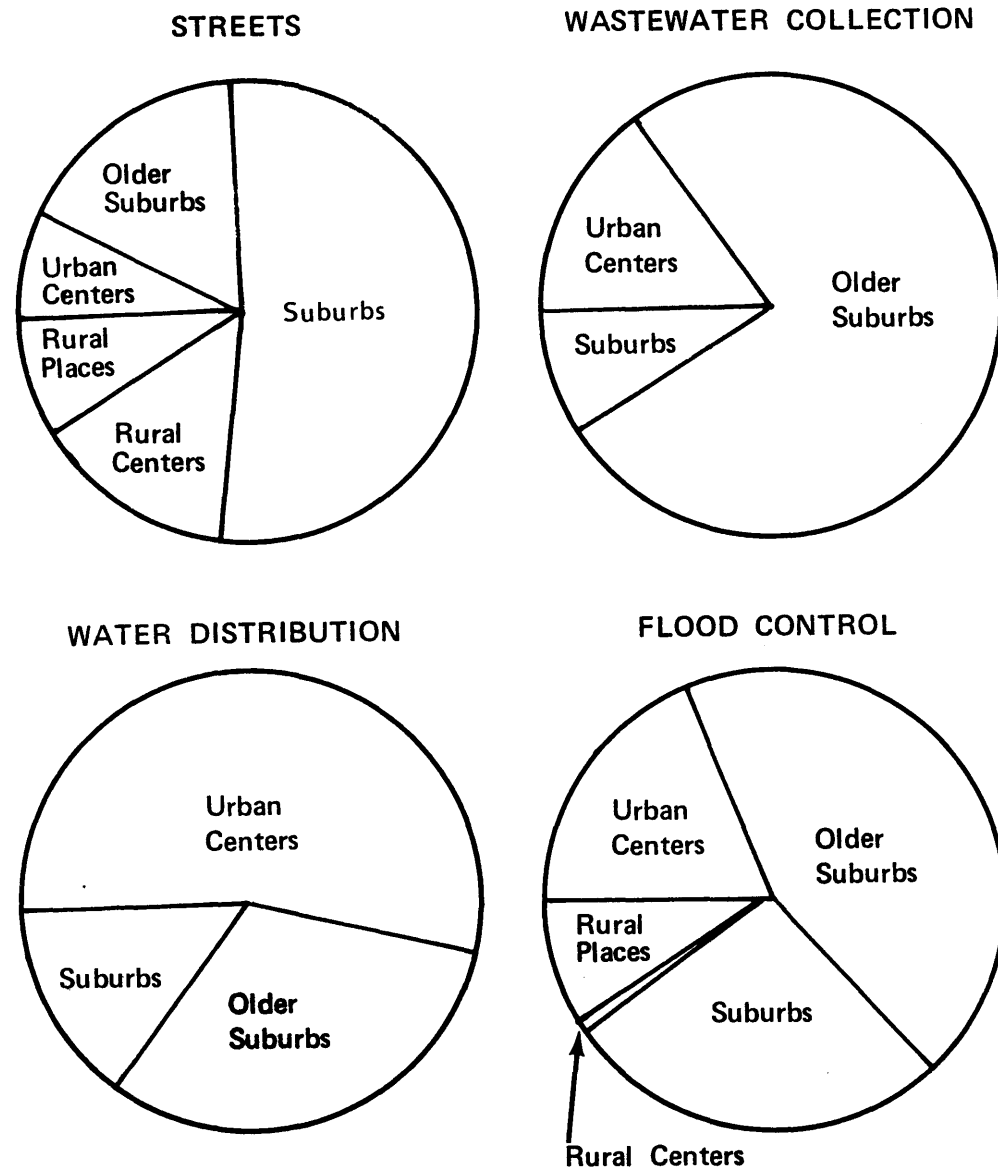 STREETS
Older
Suburbs
Urban
Centers
Rural
Places
Rural
Centers
Suburbs
WASTEWATER COLLECTION
Urban
Centers
Suburbs
Older
Suburbs
WATER DISTRIBUTION
Urban
Centers
Suburbs
Older
Suburbs
FLOOD CONTROL
Urban
Centers
Older
Suburbs
Rural
Places
Suburbs
Rural Centers